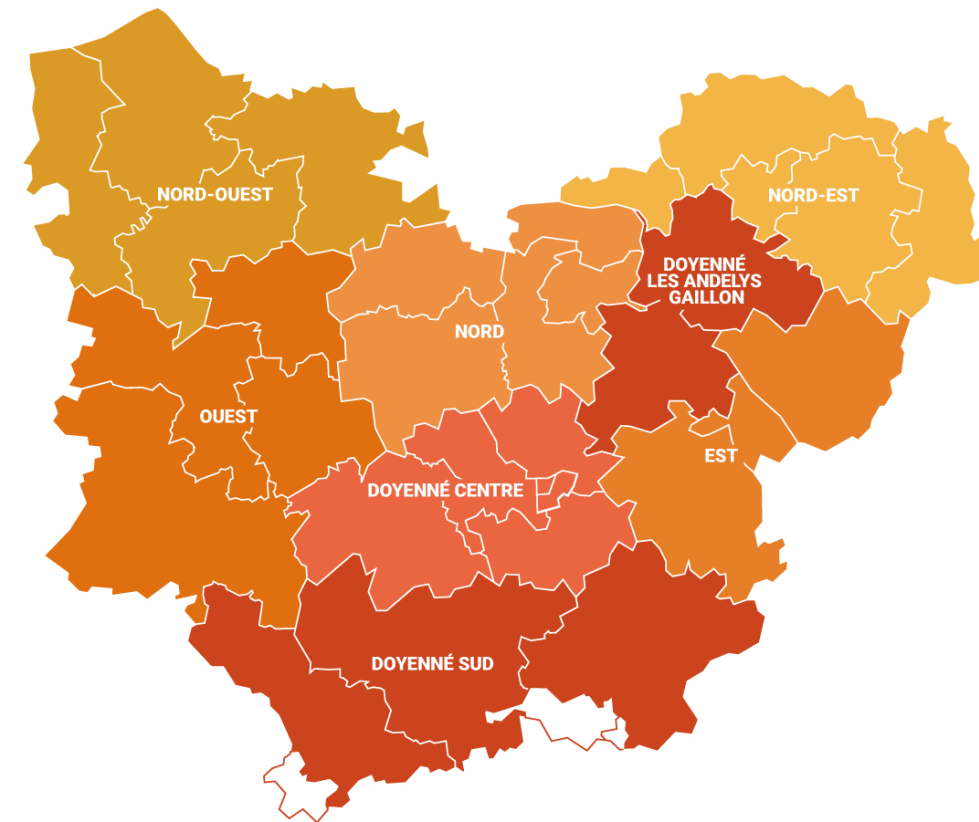 NORD-OUEST
NORD-EST
DOYENNÉ
LES ANDELYS
GAILLON
NORD
OUEST
EST
DOYENNÉ CENTRE
DOYENNÉ SUD